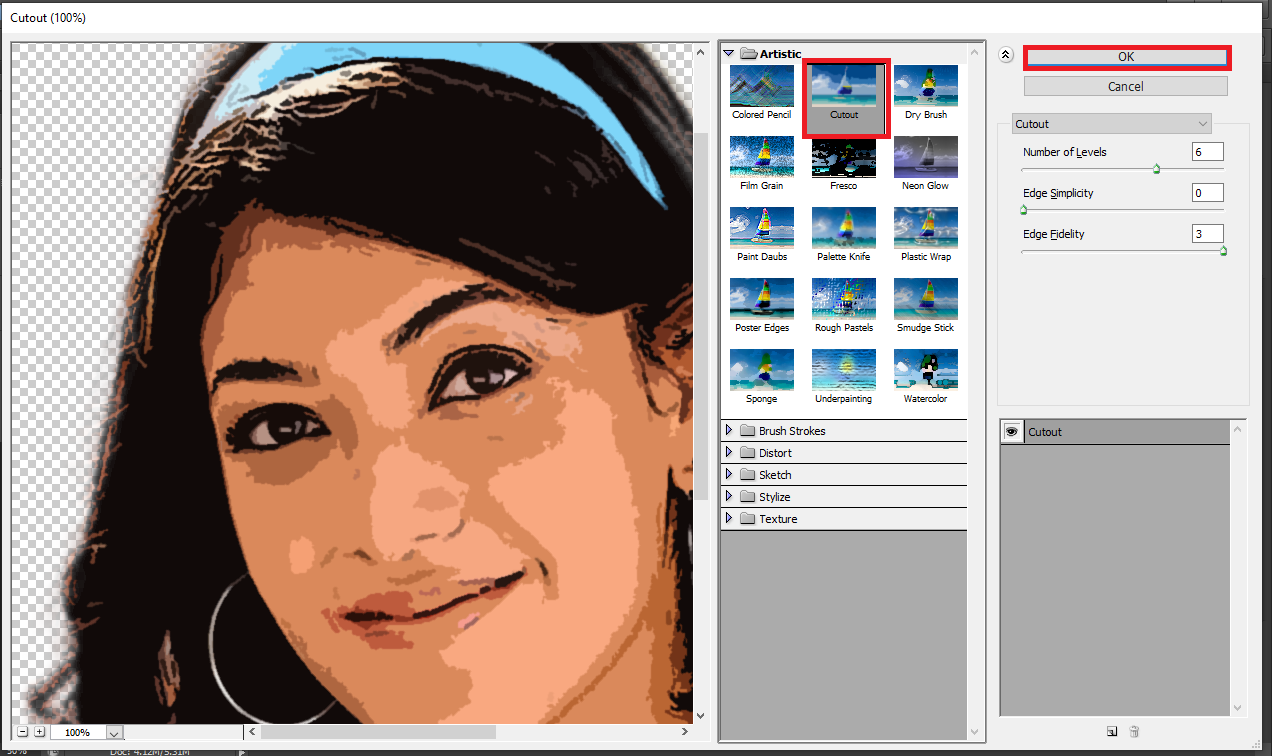 Cutout (100%)
Artistic
Colored Pencil
Cutout
Dry Brush
Film Grain
Fresco
Neon Glow
Paint Daubs
Palette Knife
Plastic Wrap
Poster Edges
Rough Pastels
Smudge Stick
Sponge
Underpainting
Watercolor
Brush Strokes
Distort
Sketch
Stylize
Texture
OK
Cancel
Cutout
Number of Levels 6
Edge Simplicity 0
Edge Fidelity 3
Cutout
100%
50%
Doc: 4.12M/5.31M